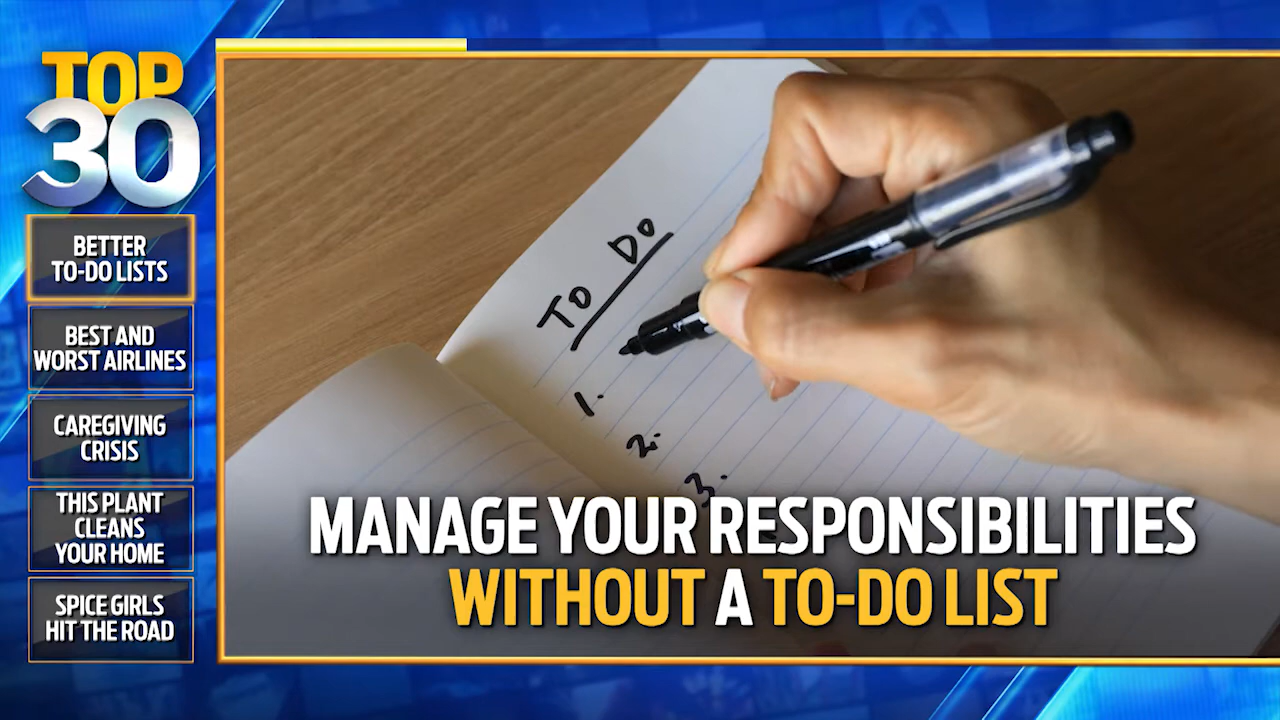 TOP
30
BETTER
TO-DO LISTS
BEST AND
WORST AIRLINES
CAREGIVING
CRISIS
THIS PLANT
CLEANS
YOUR HOME
SPICE GIRLS
HIT THE ROAD
To Do
1.
2.
3.
MANAGE YOUR RESPONSIBILITIES
WITHOUT A TO-DO LIST